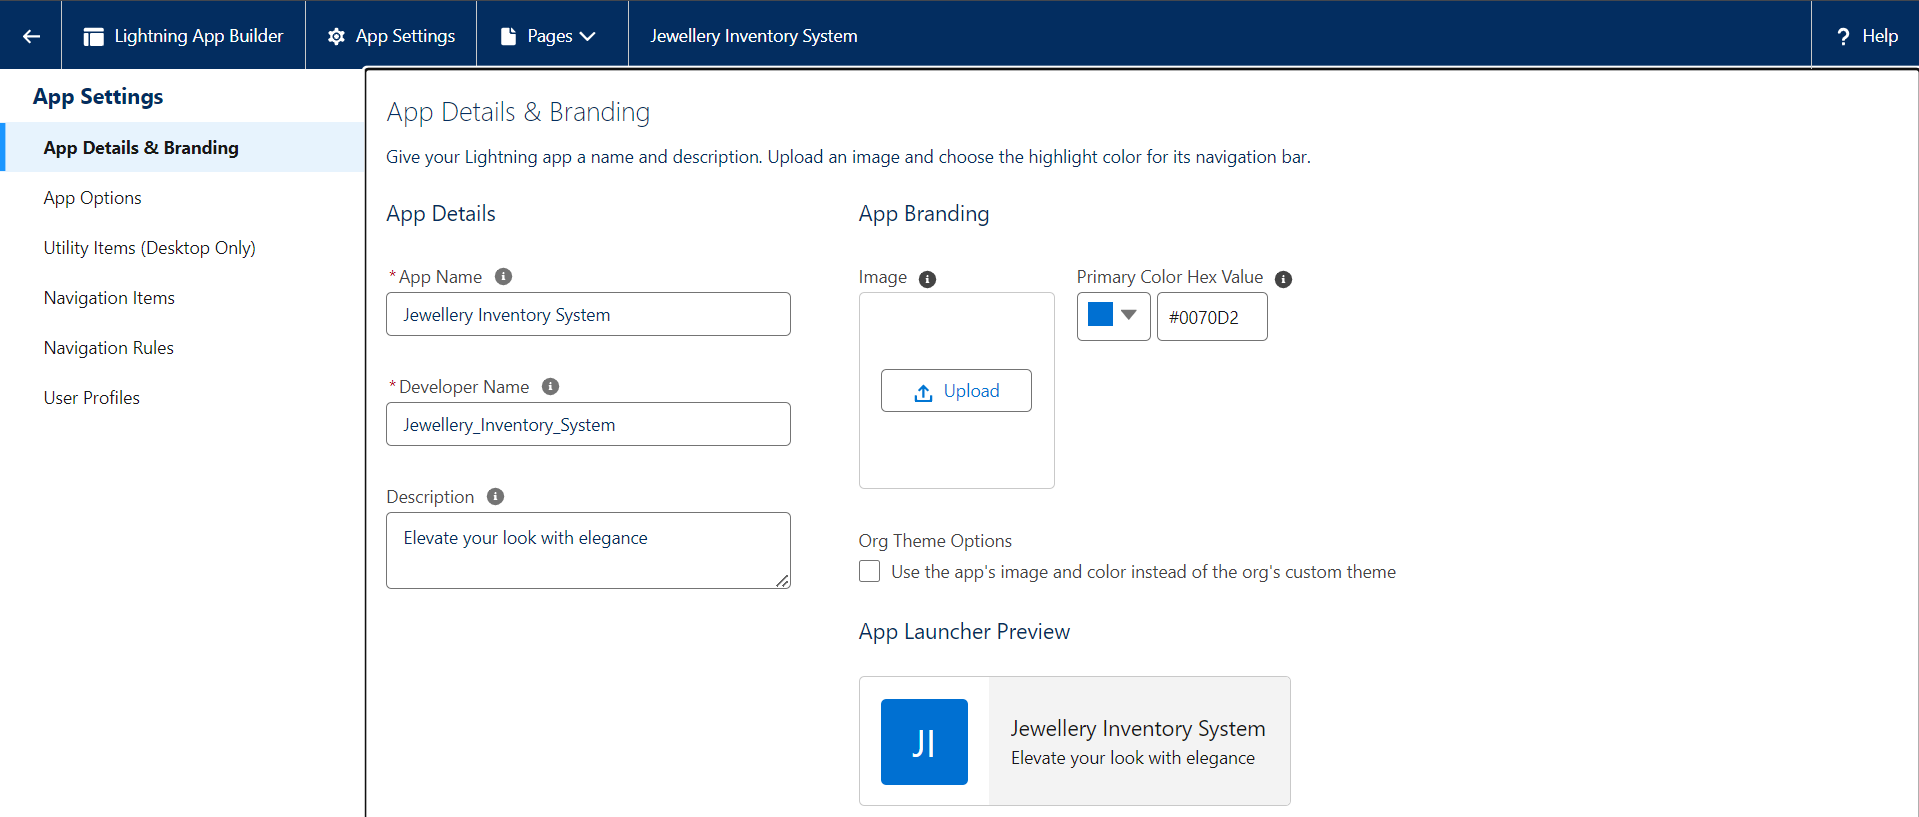 Lightning App Builder
App Settings
Pages
Jewellery Inventory System
? Help
App Settings
App Details & Branding
App Options
Utility Items (Desktop Only)
Navigation Items
Navigation Rules
User Profiles
App Details & Branding
Give your Lightning app a name and description. Upload an image and choose the highlight color for its navigation bar.
App Details
*App Name
Jewellery Inventory System
*Developer Name
Jewellery_Inventory_System
Description
Elevate your look with elegance
App Branding
Image
Upload
Primary Color Hex Value
#0070D2
Org Theme Options
Use the app's image and color instead of the org's custom theme
App Launcher Preview
JI
Jewellery Inventory System
Elevate your look with elegance